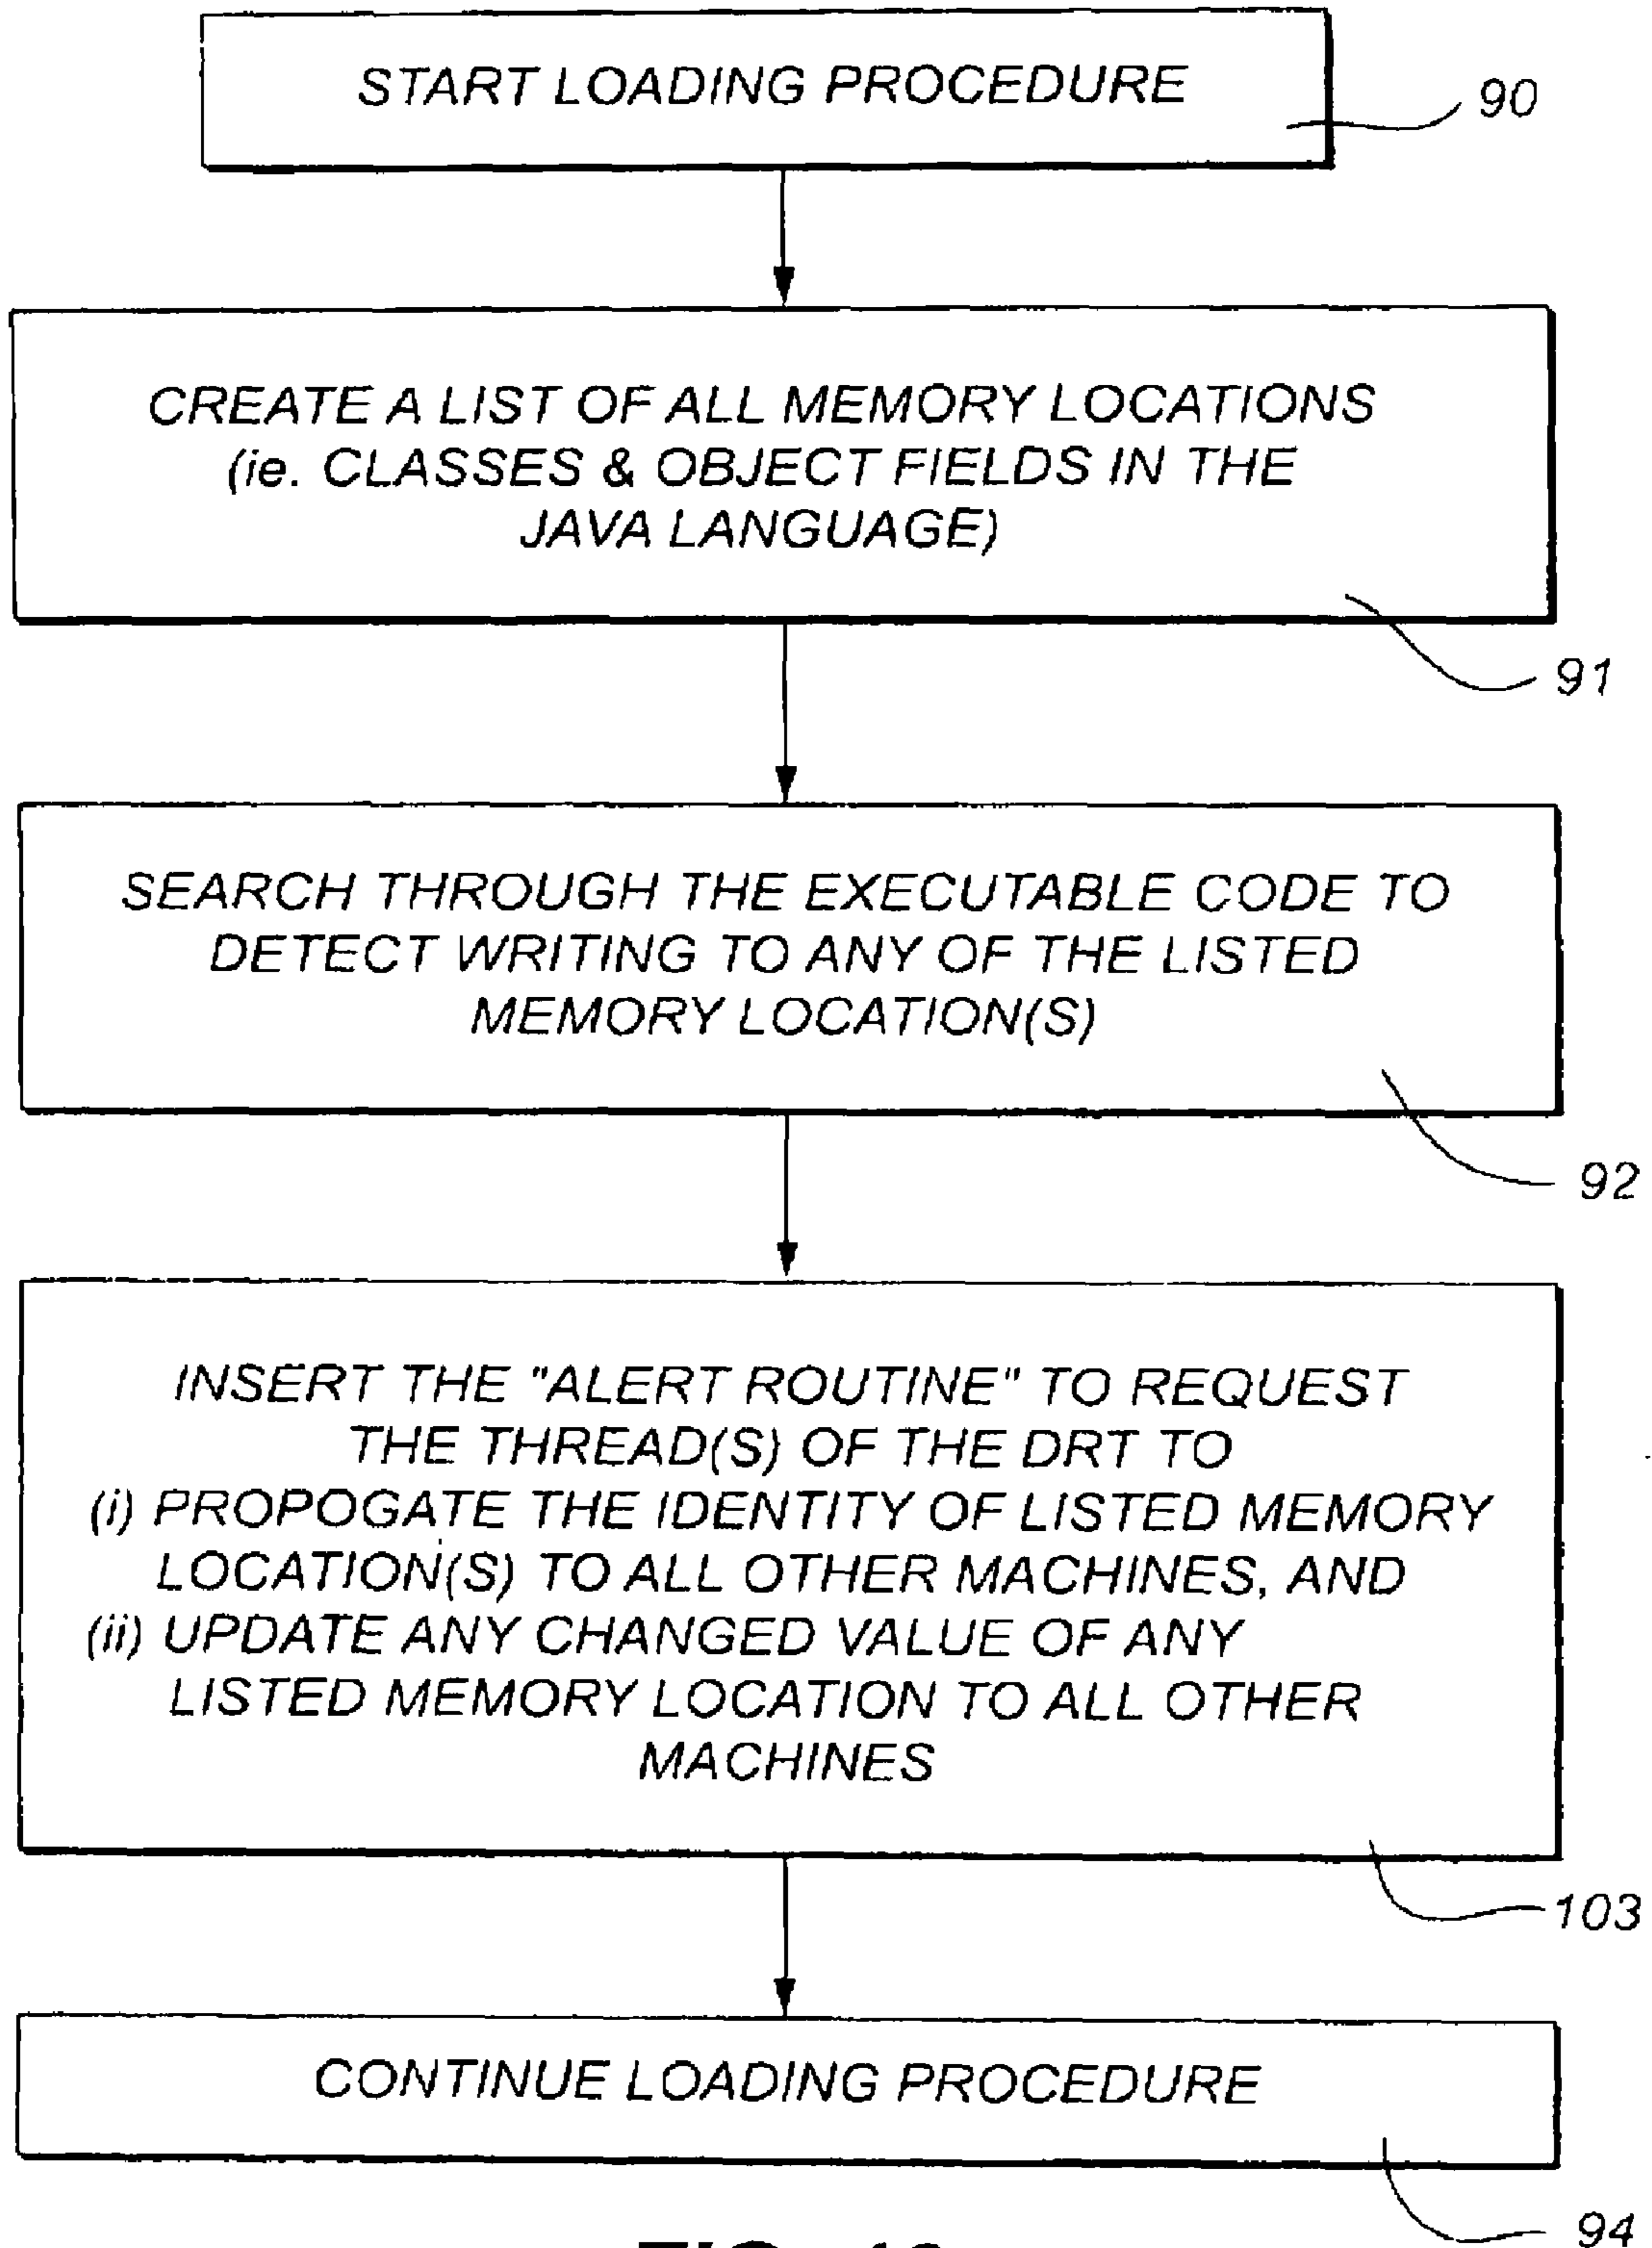 START LOADING PROCEDURE
90
CREATE A LIST OF ALL MEMORY LOCATIONS
(ie. CLASSES & OBJECT FIELDS IN THE
JAVA LANGUAGE)
91
SEARCH THROUGH THE EXECUTABLE CODE TO
DETECT WRITING TO ANY OF THE LISTED
MEMORY LOCATION(S)
92
INSERT THE "ALERT ROUTINE" TO REQUEST
THE THREAD(S) OF THE DRT TO
(i) PROPOGATE THE IDENTITY OF LISTED MEMORY
LOCATION(S) TO ALL OTHER MACHINES, AND
(ii) UPDATE ANY CHANGED VALUE OF ANY
LISTED MEMORY LOCATION TO ALL OTHER
MACHINES
103
CONTINUE LOADING PROCEDURE
94